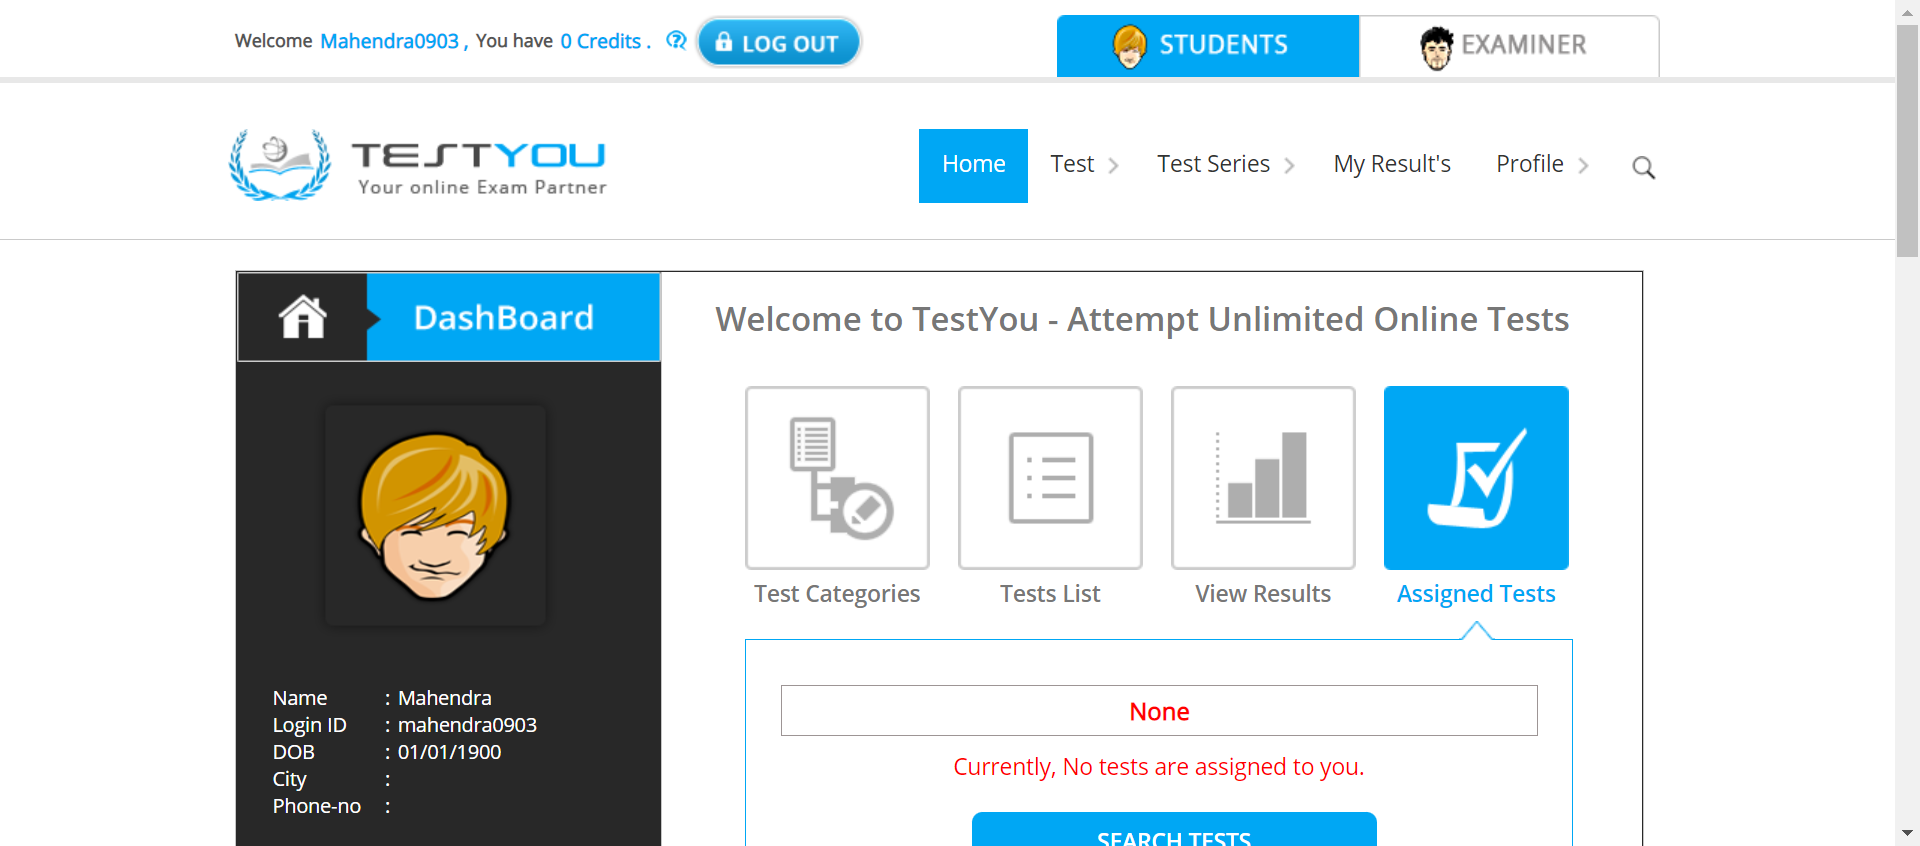 Welcome Mahendra0903 , You have 0 Credits . LOG OUT
STUDENTS
EXAMINER
TESTYOU
Your online Exam Partner
Home Test Test Series My Result's Profile
DashBoard
Welcome to TestYou - Attempt Unlimited Online Tests
Test Categories
Tests List
View Results
Assigned Tests
Name : Mahendra
Login ID : mahendra0903
DOB : 01/01/1900
City :
Phone-no :
None
Currently, No tests are assigned to you.
SEARCH TESTS